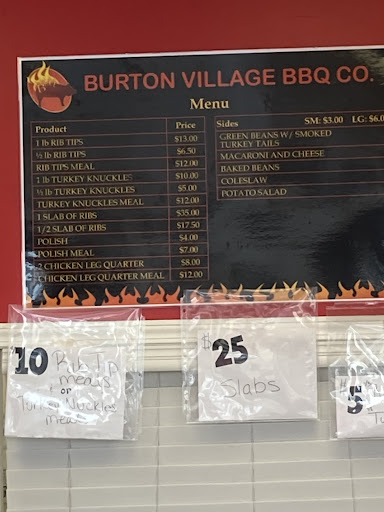 BURTON VILLAGE BBQ CO.
Menu
Product Price
1 lb RIB TIPS $13.00
½ lb RIB TIPS $6.50
RIB TIPS MEAL $12.00
1 lb TURKEY KNUCKLES $10.00
½ lb TURKEY KNUCKLES $5.00
TURKEY KNUCKLES MEAL $12.00
1 SLAB OF RIBS $35.00
1/2 SLAB OF RIBS $17.50
POLISH $4.00
POLISH MEAL $7.00
2 CHICKEN LEG QUARTER $8.00
CHICKEN LEG QUARTER MEAL $12.00
Sides SM: $3.00 LG: $6.0
GREEN BEANS W/ SMOKED
TURKEY TAILS
MACARONI AND CHEESE
BAKED BEANS
COLESLAW
POTATO SALAD
$10 Rib Tip
meals
or
Meal
$25
Slabs
$5